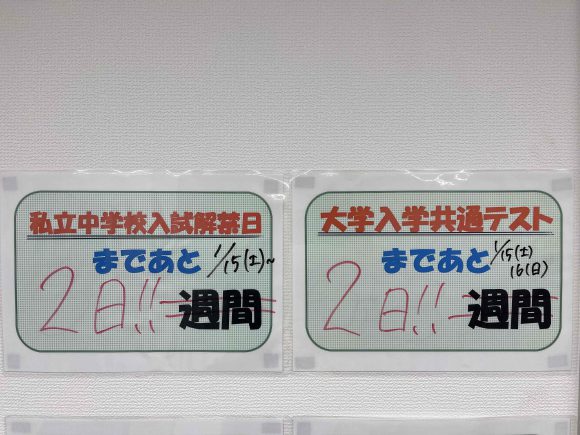 私立中学校入試解禁日
まであと 1/15(土)~
2日!! 週間
大学入学共通テスト
まであと 1/15(土)
16(日)
2日!! 週間